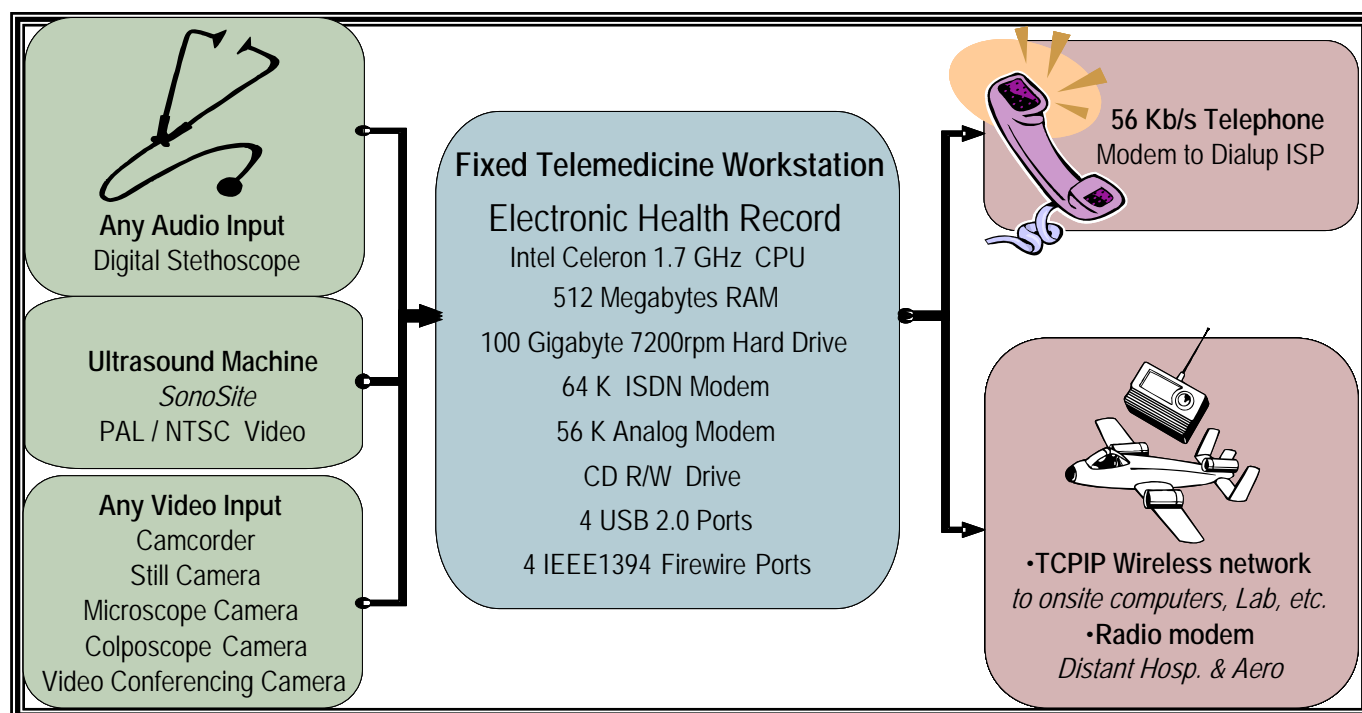 Any Audio Input
Digital Stethoscope
Ultrasound Machine
SonoSite
PAL / NTSC Video
Any Video Input
Camcorder
Still Camera
Microscope Camera
Colposcope Camera
Video Conferencing Camera
Fixed Telemedicine Workstation
Electronic Health Record
Intel Celeron 1.7 GHz CPU
512 Megabytes RAM
100 Gigabyte 7200rpm Hard Drive
64 K ISDN Modem
56 K Analog Modem
CD R/W Drive
4 USB 2.0 Ports
4 IEEE1394 Firewire Ports
56 Kb/s Telephone
Modem to Dialup ISP
•TCPIP Wireless network
to onsite computers, Lab, etc.
•Radio modem
Distant Hosp. & Aero